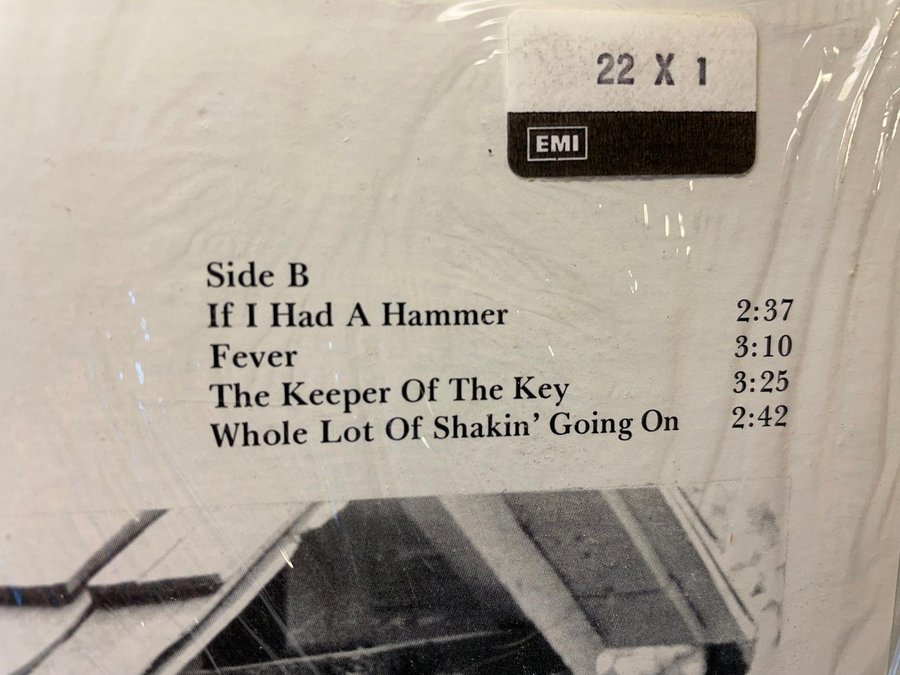 22 X 1
EMI
Side B
If I Had A Hammer 2:37
Fever 3:10
The Keeper Of The Key 3:25
Whole Lot Of Shakin' Going On 2:42